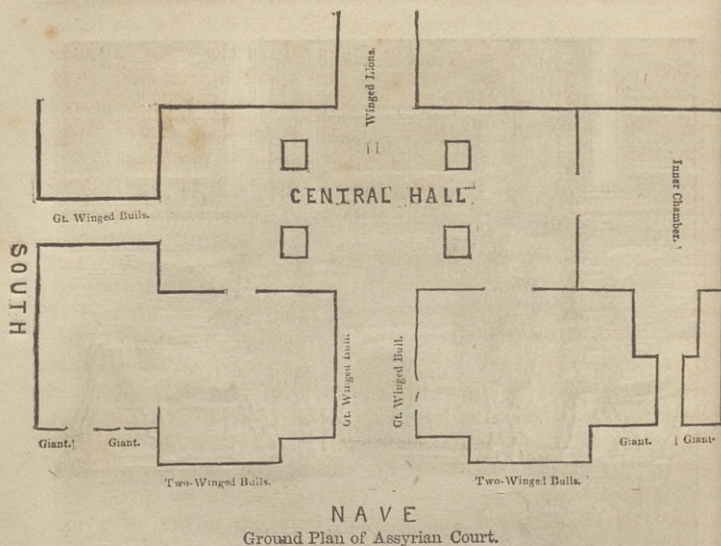 Winged Lions.
CENTRAL HALL
Inner Chamber.
Gt. Winged Bulls.
SOUTH
Gt. Winged Bull.
Gt. Winged Bull.
Giant. Giant. Giant. Giant.
Two-Winged Bulls. Two-Winged Bulls.
NAVE
Ground Plan of Assyrian Court.